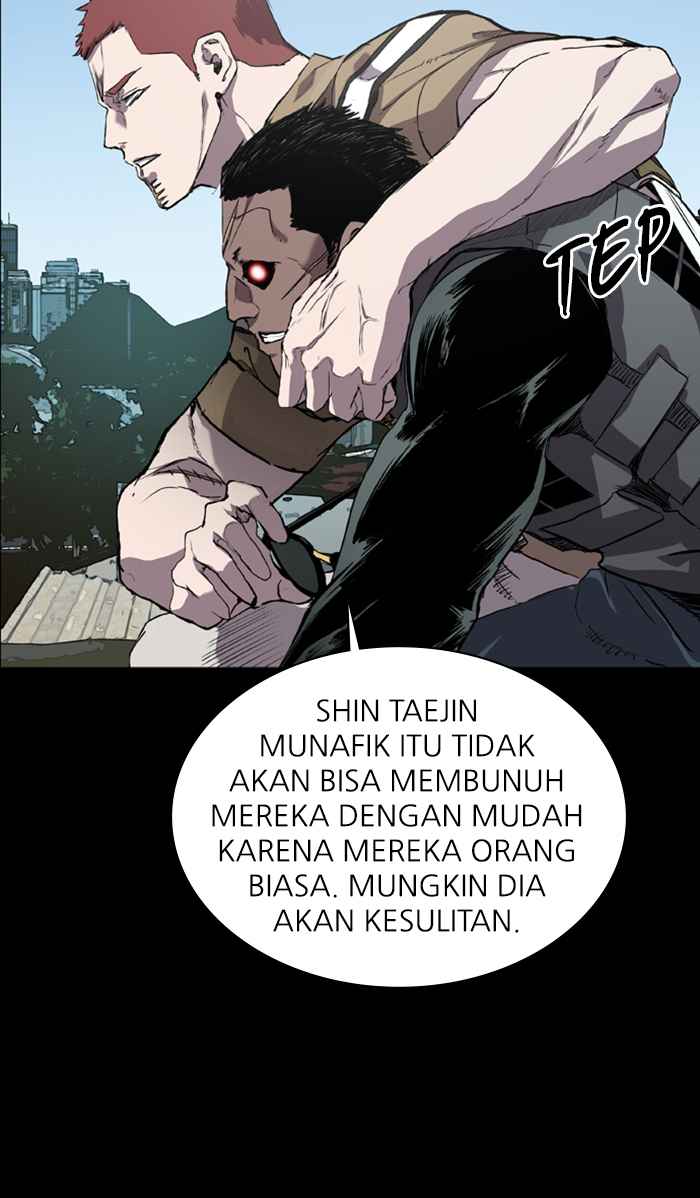 TEP
SHIN TAEJIN
MUNAFIK ITU TIDAK
AKAN BISA MEMBUNUH
MEREKA DENGAN MUDAH
KARENA MEREKA ORANG
BIASA. MUNGKIN DIA
AKAN KESULITAN.